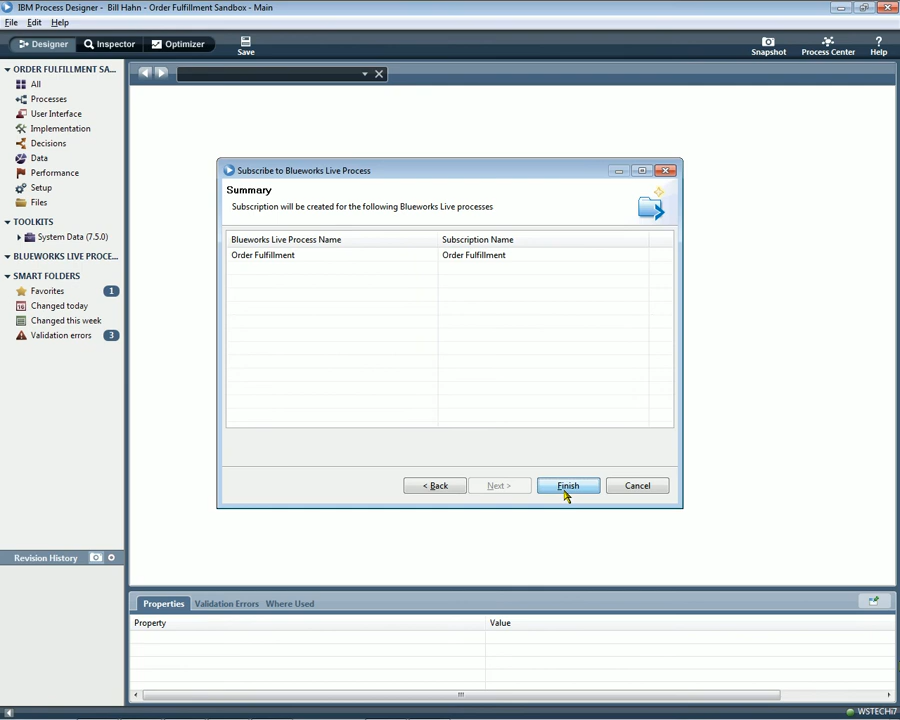 IBM Process Designer - Bill Hahn - Order Fulfillment Sandbox - Main
File Edit Help
Designer Inspector Optimizer
Save
Snapshot Process Center Help
ORDER FULFILLMENT SA...
All
Processes
User Interface
Implementation
Decisions
Data
Performance
Setup
Files
TOOLKITS
System Data (7.5.0)
BLUEWORKS LIVE PROCE...
SMART FOLDERS
Favorites 1
Changed today
Changed this week
Validation errors 3
Subscribe to Blueworks Live Process
Summary
Subscription will be created for the following Blueworks Live processes
Blueworks Live Process Name Subscription Name
Order Fulfillment Order Fulfillment
< Back Next > Finish Cancel
Revision History
Properties Validation Errors Where Used
Property Value
WSTECHi7